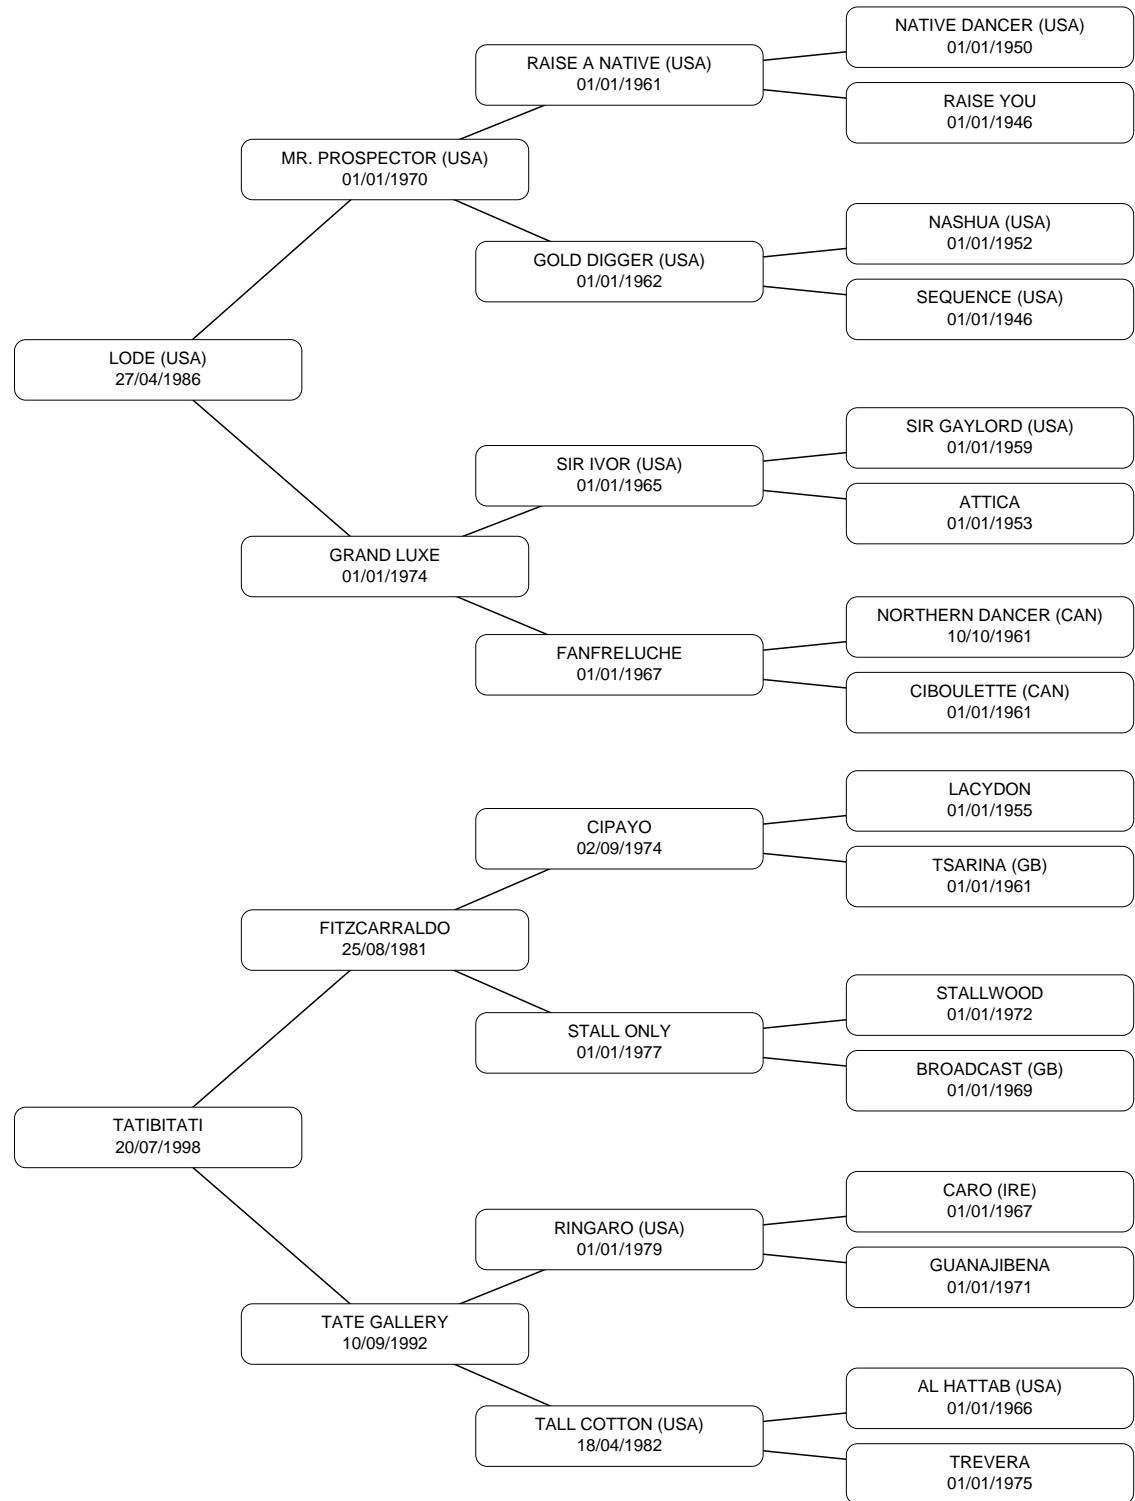 NATIVE DANCER (USA)
01/01/1950
RAISE A NATIVE (USA)
01/01/1961
RAISE YOU
01/01/1946
MR. PROSPECTOR (USA)
01/01/1970
NASHUA (USA)
01/01/1952
GOLD DIGGER (USA)
01/01/1962
SEQUENCE (USA)
01/01/1946
LODE (USA)
27/04/1986
SIR GAYLORD (USA)
01/01/1959
SIR IVOR (USA)
01/01/1965
ATTICA
01/01/1953
GRAND LUXE
01/01/1974
NORTHERN DANCER (CAN)
10/10/1961
FANFRELUCHE
01/01/1967
CIBOULETTE (CAN)
01/01/1961
LACYDON
01/01/1955
CIPAYO
02/09/1974
TSARINA (GB)
01/01/1961
FITZCARRALDO
25/08/1981
STALLWOOD
01/01/1972
STALL ONLY
01/01/1977
BROADCAST (GB)
01/01/1969
TATIBITATI
20/07/1998
CARO (IRE)
01/01/1967
RINGARO (USA)
01/01/1979
GUANAJIBENA
01/01/1971
TATE GALLERY
10/09/1992
AL HATTAB (USA)
01/01/1966
TALL COTTON (USA)
18/04/1982
TREVERA
01/01/1975